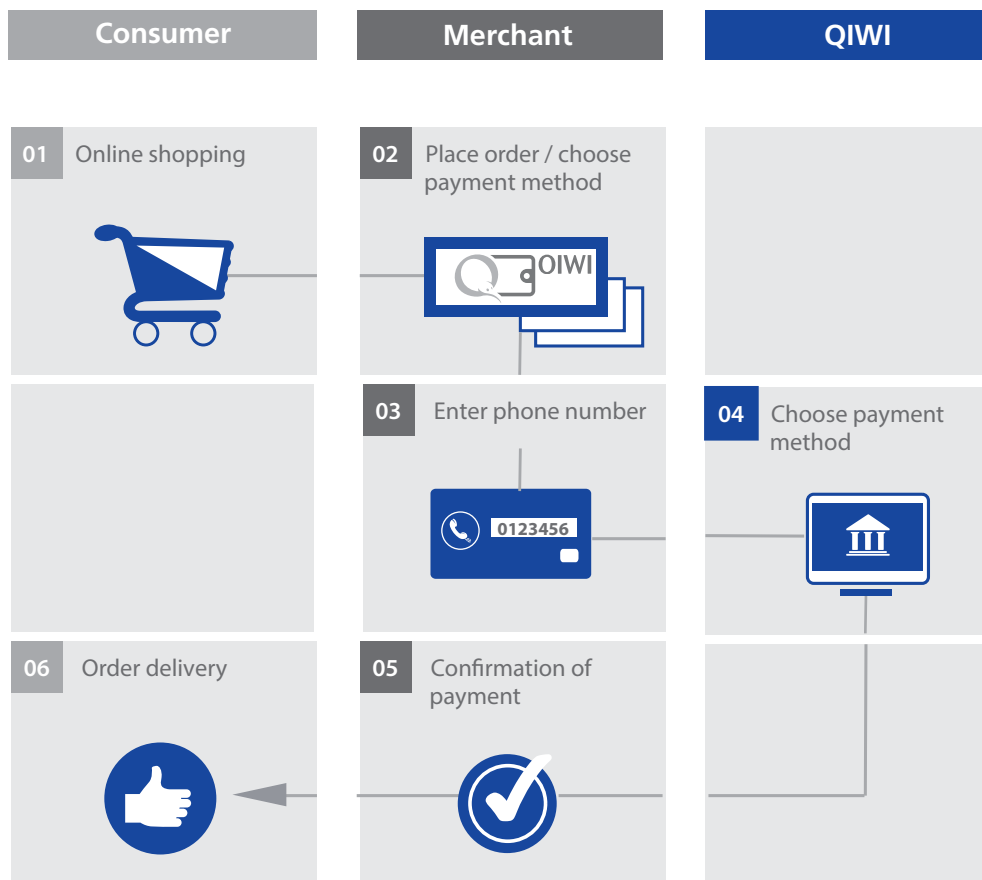 Consumer
Merchant
QIWI
01 Online shopping
02 Place order / choose
payment method
QIWI
03 Enter phone number
0123456
04 Choose payment
method
06 Order delivery
05 Confirmation of
payment